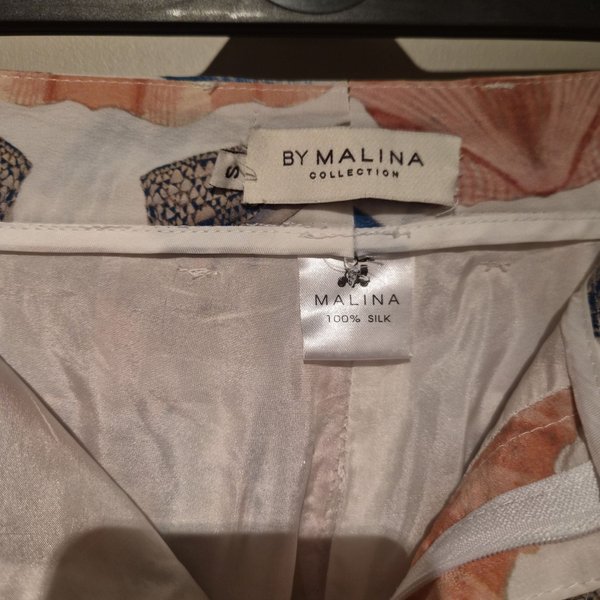 BY MALINA
COLLECTION
S
MALINA
100% SILK